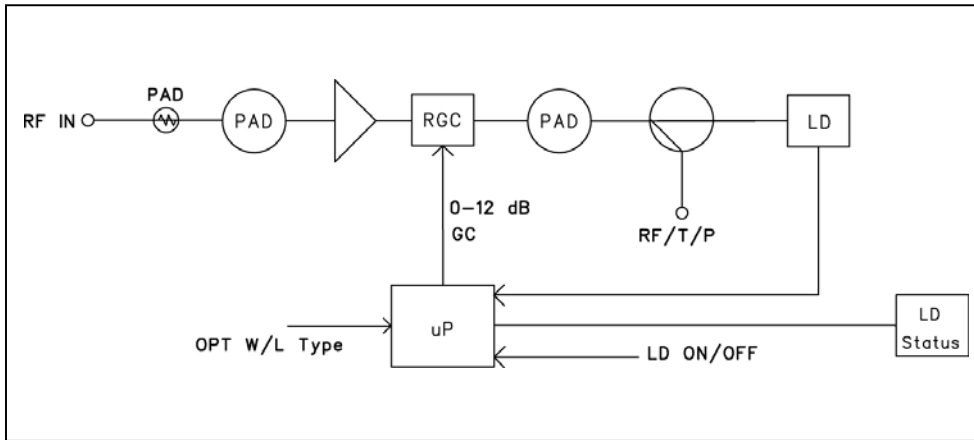 PAD
RF IN
PAD
RGC
PAD
LD
0-12 dB
GC
RF/T/P
uP
OPT W/L Type
LD ON/OFF
LD
Status